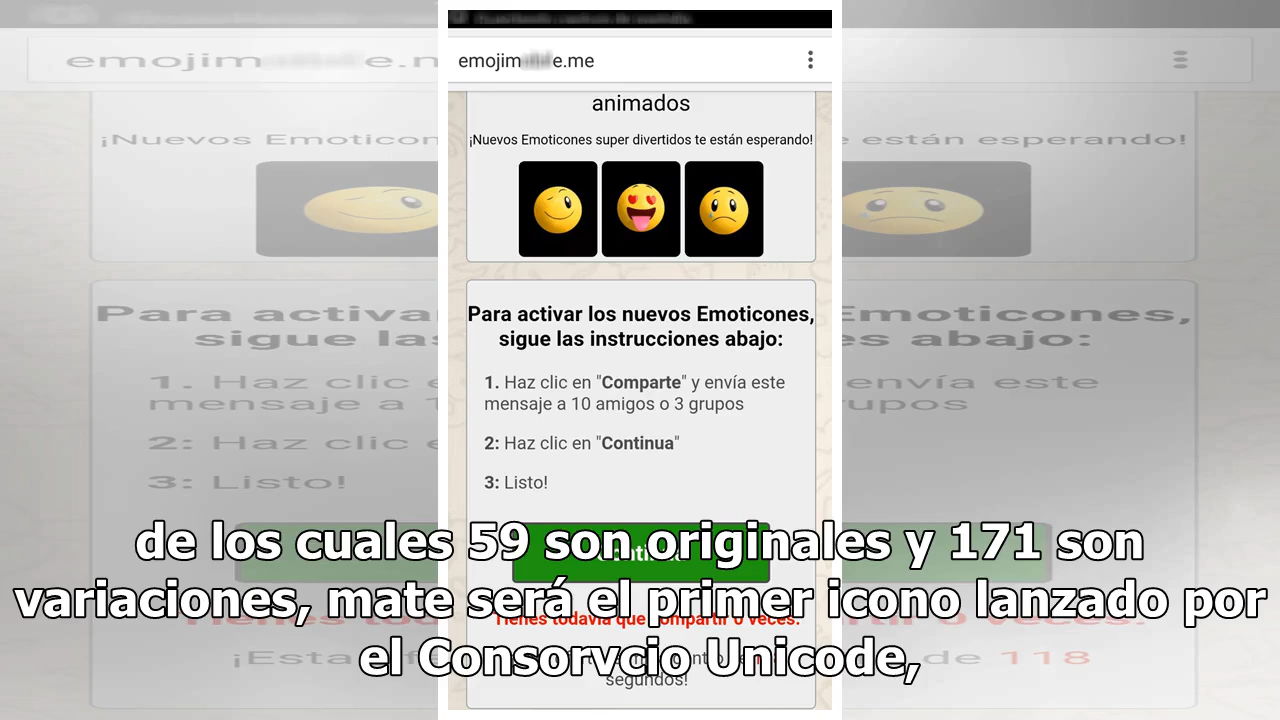 emojim e.me
animados
¡Nuevos Emoticones super divertidos te están esperando!
Para activar los nuevos Emoticones,
sigue las instrucciones abajo:
1. Haz clic en "Comparte" y envía este
mensaje a 10 amigos o 3 grupos
2: Haz clic en "Continua"
3: Listo!
de los cuales 59 son originales y 171 son
variaciones, mate será el primer icono lanzado por
el Consorvcio Unicode,
Tienes todavía que compartir 0 veces.
segundos!